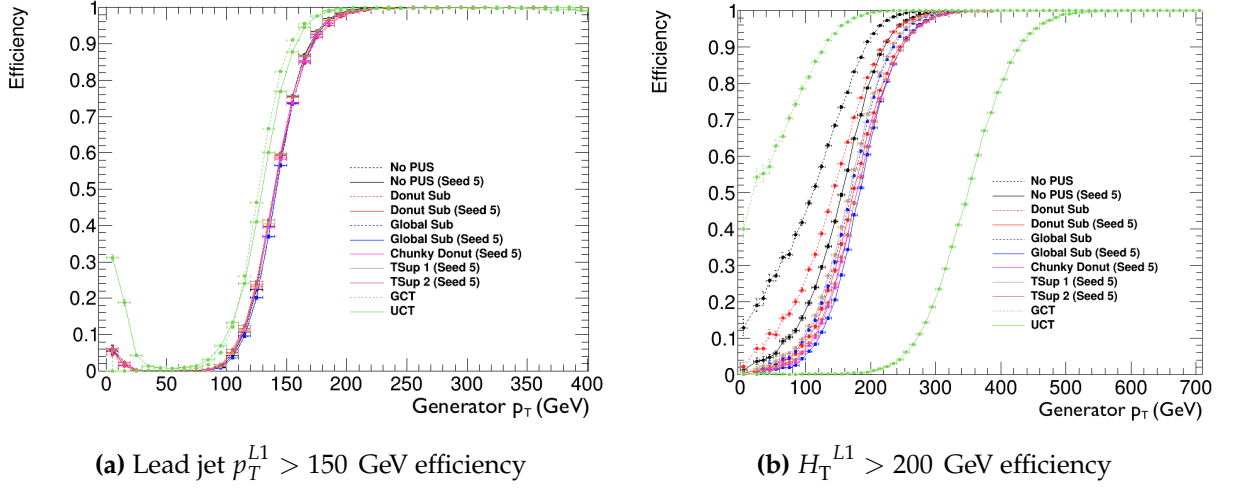 Efficiency
1
0.9
0.8
0.7
0.6
0.5
0.4
0.3
0.2
0.1
0
0 50 100 150 200 250 300 350 400
Generator pT (GeV)
No PUS
No PUS (Seed 5)
Donut Sub
Donut Sub (Seed 5)
Global Sub
Global Sub (Seed 5)
Chunky Donut (Seed 5)
TSup 1 (Seed 5)
TSup 2 (Seed 5)
GCT
UCT
(a) Lead jet p_T^{L1} > 150 GeV efficiency
Efficiency
1
0.9
0.8
0.7
0.6
0.5
0.4
0.3
0.2
0.1
0
0 100 200 300 400 500 600 700
Generator pT (GeV)
No PUS
No PUS (Seed 5)
Donut Sub
Donut Sub (Seed 5)
Global Sub
Global Sub (Seed 5)
Chunky Donut (Seed 5)
TSup 1 (Seed 5)
TSup 2 (Seed 5)
GCT
UCT
(b) H_T^{L1} > 200 GeV efficiency